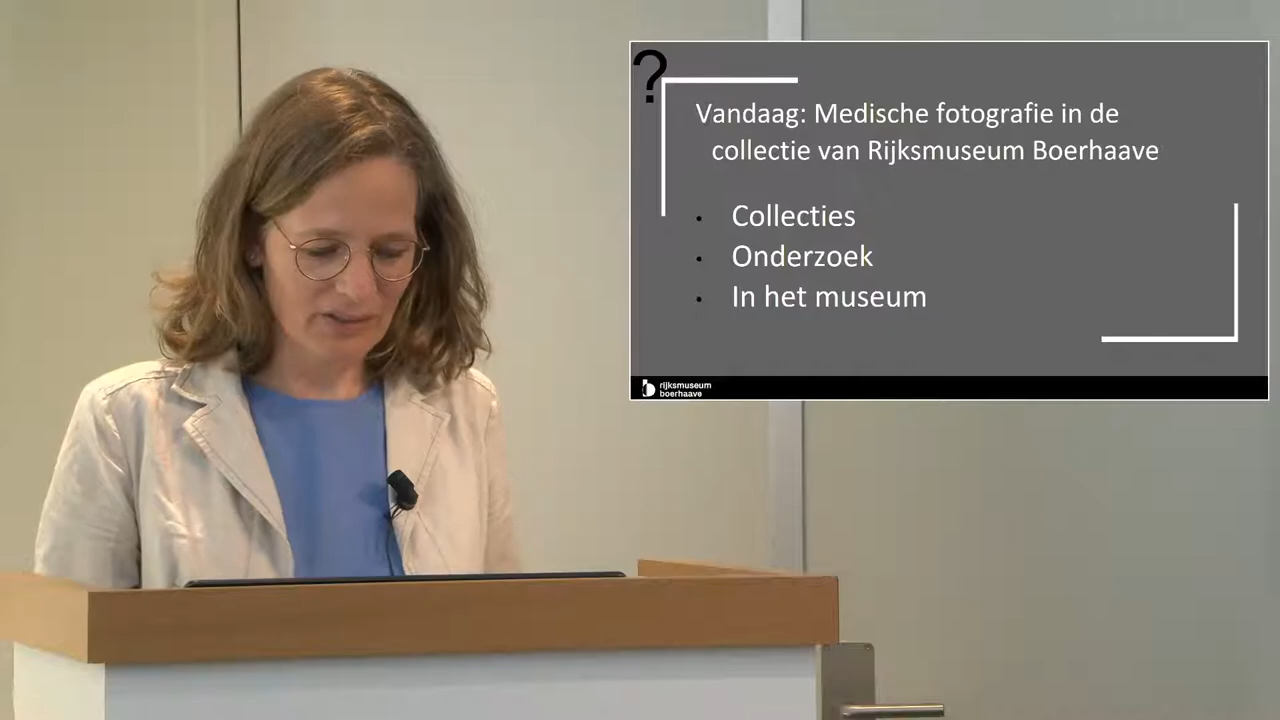 ?
Vandaag: Medische fotografie in de
collectie van Rijksmuseum Boerhaave
• Collecties
• Onderzoek
• In het museum
rijksmuseum
boerhaave